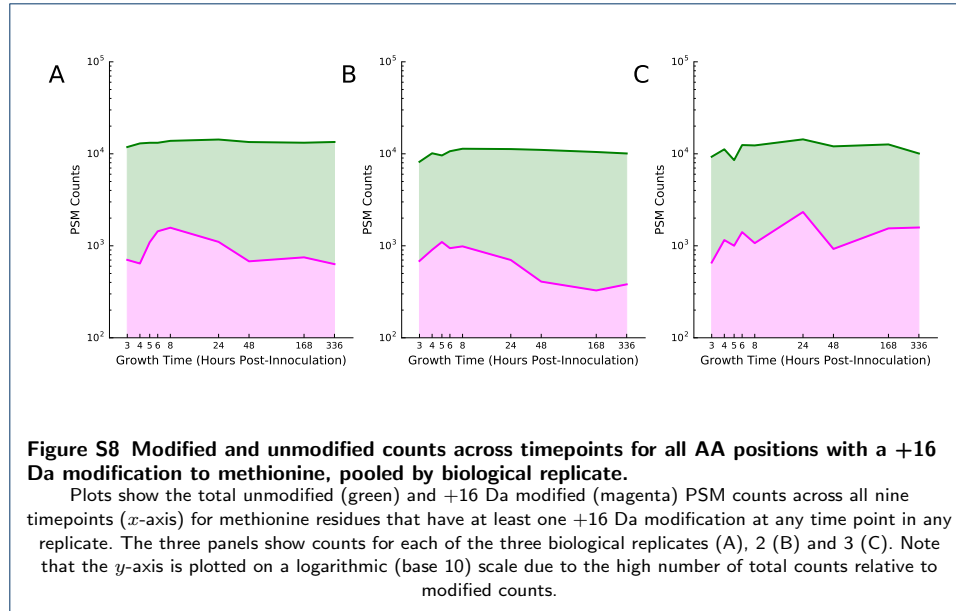 A
B
C
10^5
10^4
10^3
10^2
PSM Counts
3 4 5 6 8 24 48 168 336
Growth Time (Hours Post-Innoculation)
10^5
10^4
10^3
10^2
PSM Counts
3 4 5 6 8 24 48 168 336
Growth Time (Hours Post-Innoculation)
10^5
10^4
10^3
10^2
PSM Counts
3 4 5 6 8 24 48 168 336
Growth Time (Hours Post-Innoculation)
Figure S8 Modified and unmodified counts across timepoints for all AA positions with a +16
Da modification to methionine, pooled by biological replicate.
Plots show the total unmodified (green) and +16 Da modified (magenta) PSM counts across all nine
timepoints (x-axis) for methionine residues that have at least one +16 Da modification at any time point in any
replicate. The three panels show counts for each of the three biological replicates (A), 2 (B) and 3 (C). Note
that the y-axis is plotted on a logarithmic (base 10) scale due to the high number of total counts relative to
modified counts.